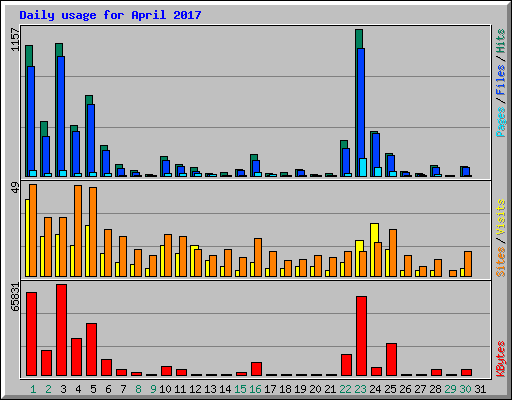 Daily usage for April 2017
1157
Pages / Files / Hits
49
Sites / Visits
65831
KBytes
1 2 3 4 5 6 7 8 9 10 11 12 13 14 15 16 17 18 19 20 21 22 23 24 25 26 27 28 29 30 31